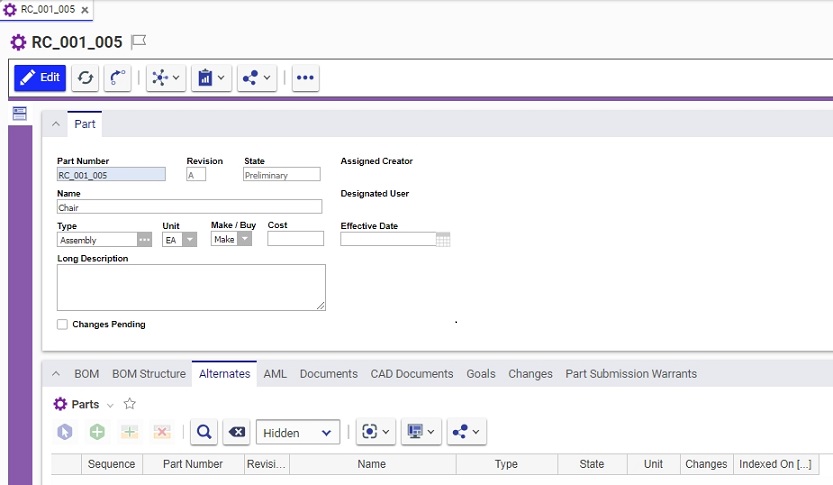 RC_001_005
RC_001_005
Edit
Part
Part Number Revision State Assigned Creator
RC_001_005 A Preliminary
Name Designated User
Chair
Type Unit Make / Buy Cost Effective Date
Assembly EA Make
Long Description
Changes Pending
BOM BOM Structure Alternates AML Documents CAD Documents Goals Changes Part Submission Warrants
Parts
Hidden
Sequence Part Number Revisi... Name Type State Unit Changes Indexed On [...]